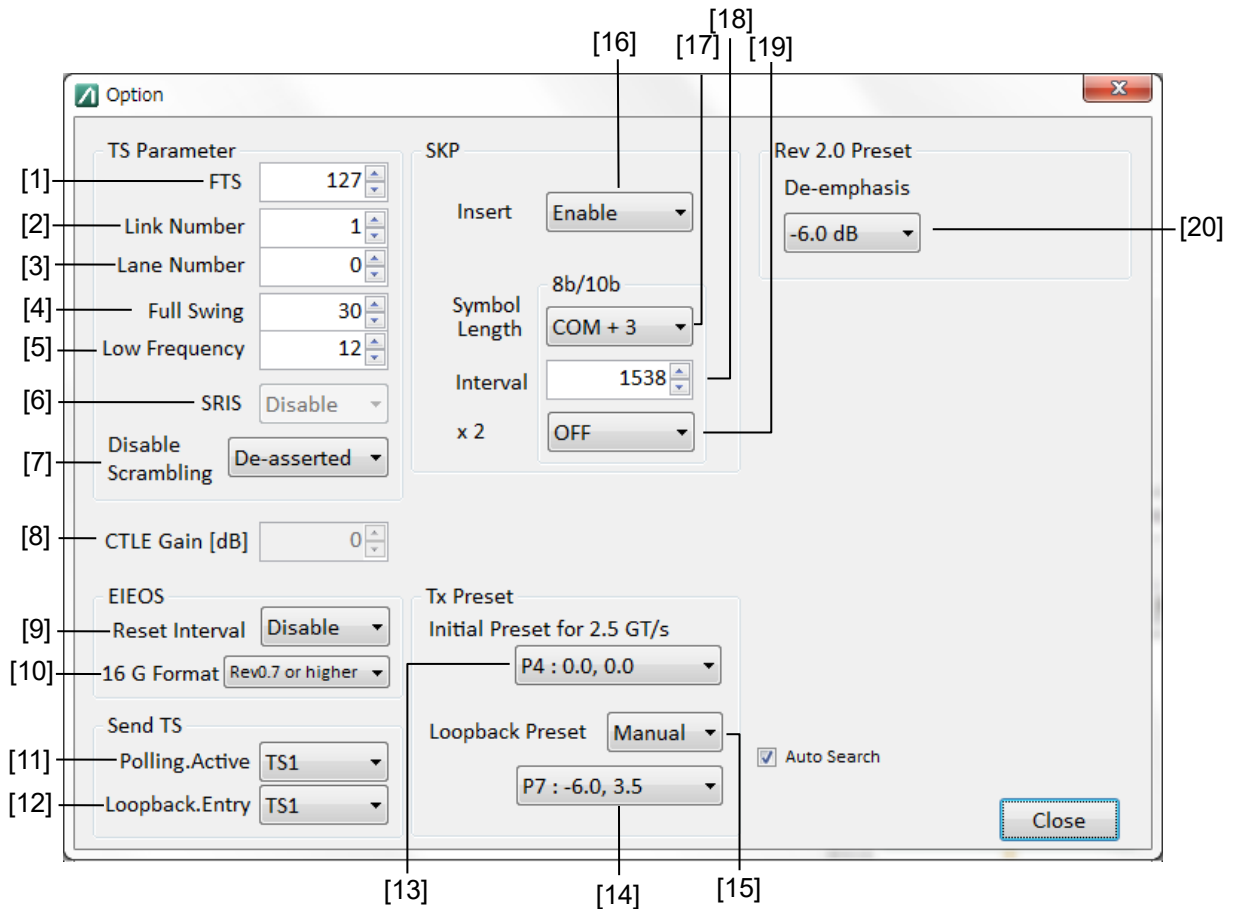 [18]
[16] [17] [19]
Option
TS Parameter
[1] FTS 127
[2] Link Number 1
[3] Lane Number 0
[4] Full Swing 30
[5] Low Frequency 12
[6] SRIS Disable
[7] Disable Scrambling De-asserted
[8] CTLE Gain [dB] 0
EIEOS
[9] Reset Interval Disable
[10] 16 G Format Rev0.7 or higher
Send TS
[11] Polling.Active TS1
[12] Loopback.Entry TS1
SKP
Insert Enable
8b/10b
Symbol Length COM + 3
Interval 1538
x 2 OFF
Tx Preset
Initial Preset for 2.5 GT/s
P4 : 0.0, 0.0
Loopback Preset Manual
P7 : -6.0, 3.5
Rev 2.0 Preset
De-emphasis
-6.0 dB [20]
Auto Search
Close
[13] [14] [15]